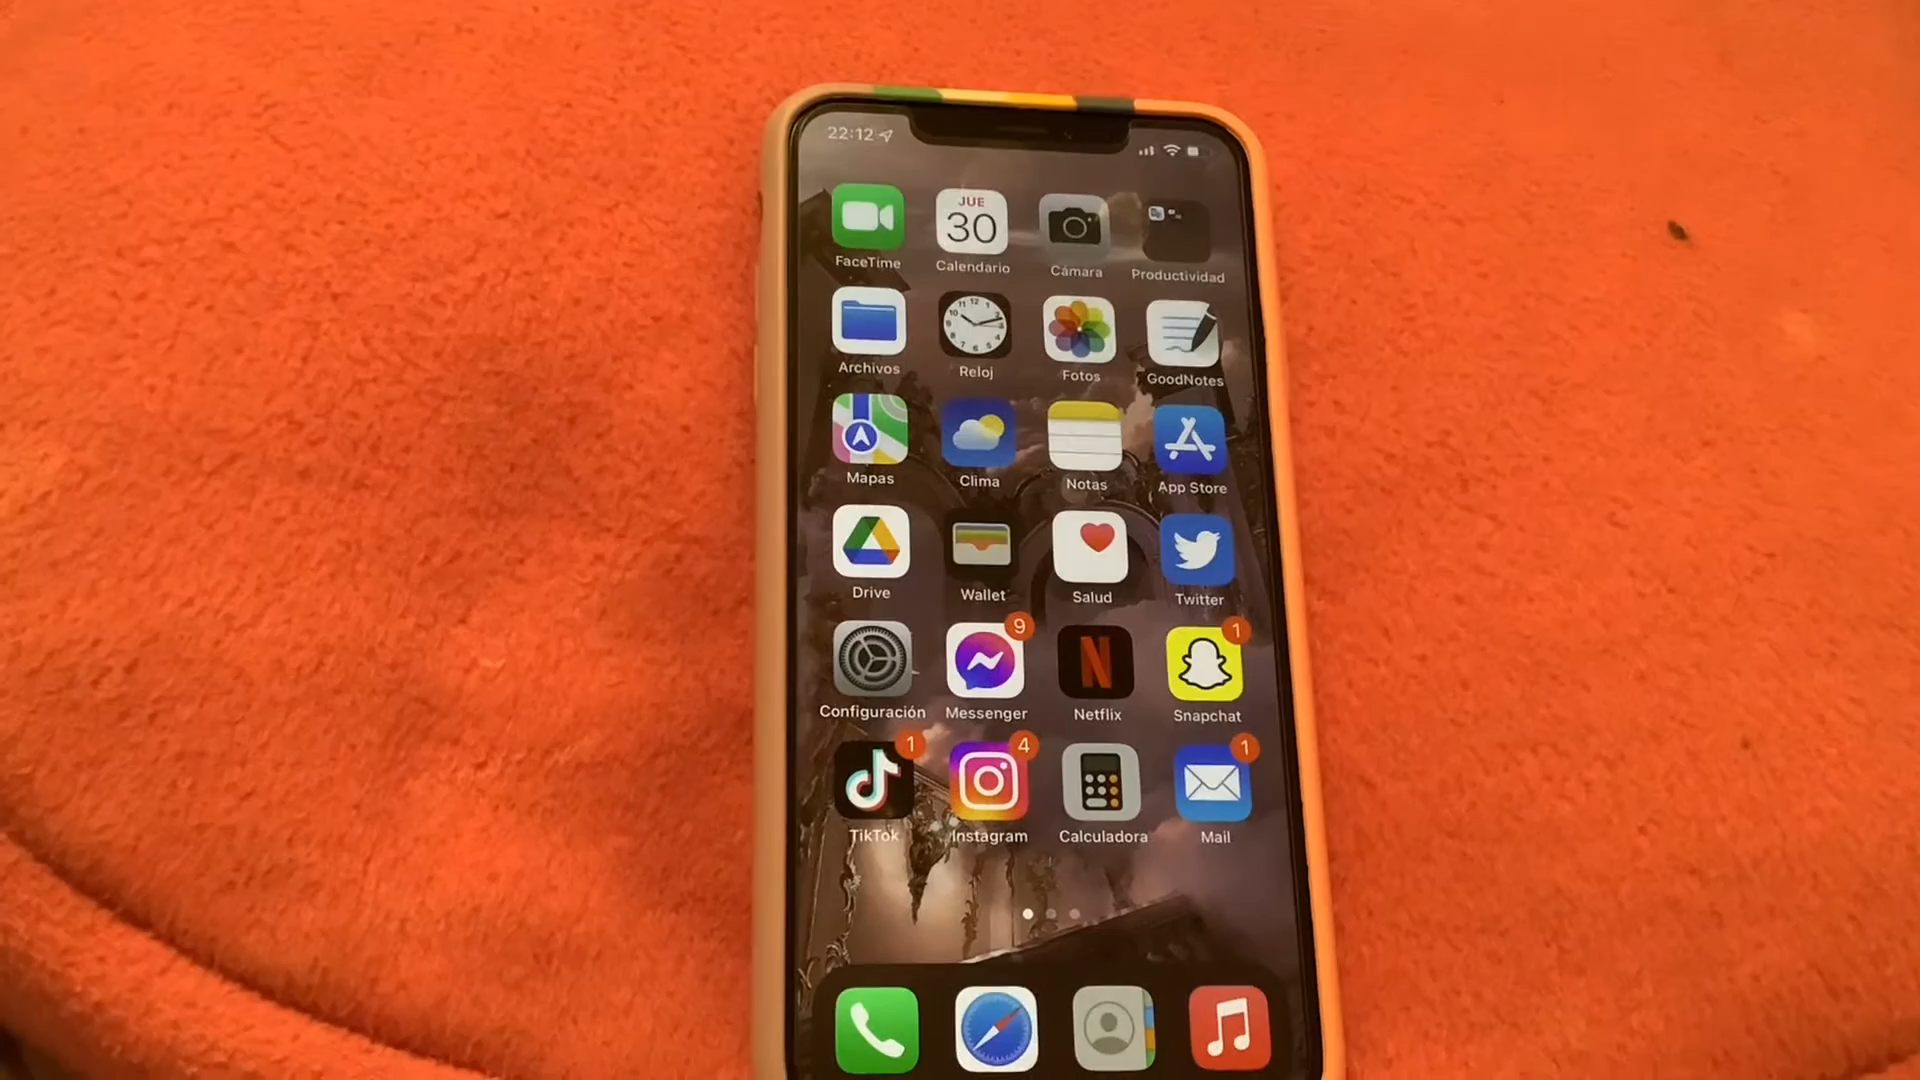 22:12
JUE
30
FaceTime
Calendario
Cámara
Productividad
Archivos
Reloj
Fotos
GoodNotes
Mapas
Clima
Notas
App Store
Drive
Wallet
Salud
Twitter
9
1
N
Configuración
Messenger
Netflix
Snapchat
1
4
1
TikTok
Instagram
Calculadora
Mail